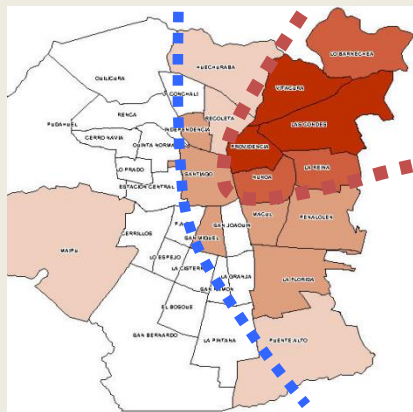 LO BARNECHEA
HUECHURABA
QUILICURA
VITACURA
CONCHALI
RENCA
RECOLETA
LAS CONDES
PUDAHUEL
INDEPENDENCIA
CERRO NAVIA
QUINTA NORMAL
PROVIDENCIA
LO PRADO
LA REINA
SANTIAGO
ÑUÑOA
ESTACION CENTRAL
MACUL
PEÑALOLEN
SAN JOAQUIN
CERRILLOS
P.A.C
SAN MIGUEL
MAIPU
LO ESPEJO
LA CISTERNA
LA GRANJA
LA FLORIDA
SAN RAMON
EL BOSQUE
SAN BERNARDO
LA PINTANA
PUENTE ALTO